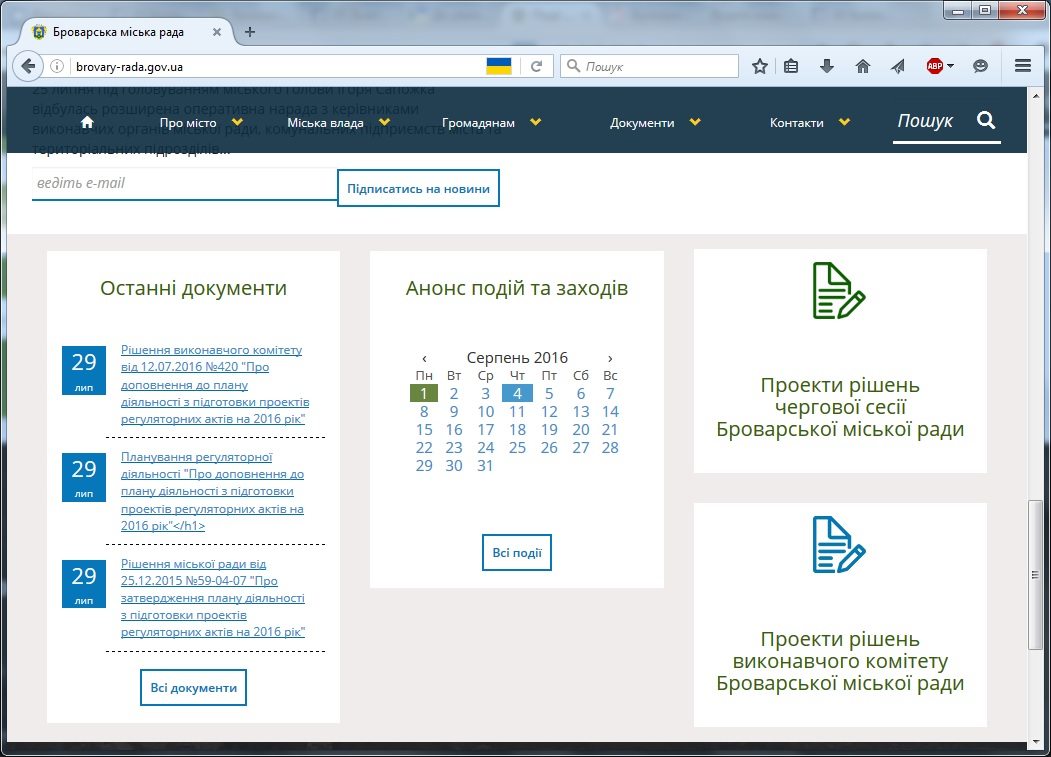 Броварська міська рада
brovary-rada.gov.ua
Пошук
ABP
25 липня під головуванням міського голови Ігоря Сапожка
відбулась розширена оперативна нарада з керівниками
виконавчих органів міської ради, комунальних підприємств міста та
територіальних підрозділів...
Про місто
Міська влада
Громадянам
Документи
Контакти
Пошук
ведіть e-mail
Підписатись на новини
Останні документи
29
лип
Рішення виконавчого комітету
від 12.07.2016 №420 "Про
доповнення до плану
діяльності з підготовки проектів
регуляторних актів на 2016 рік"
29
лип
Планування регуляторної
діяльності "Про доповнення до
плану діяльності з підготовки
проектів регуляторних актів на
2016 рік"</h1>
29
лип
Рішення міської ради від
25.12.2015 №59-04-07 "Про
затвердження плану діяльності
з підготовки проектів
регуляторних актів на 2016 рік"
Всі документи
Анонс подій та заходів
‹ Серпень 2016 ›
Пн Вт Ср Чт Пт Сб Вс
1 2 3 4 5 6 7
8 9 10 11 12 13 14
15 16 17 18 19 20 21
22 23 24 25 26 27 28
29 30 31
Всі події
Проекти рішень
чергової сесії
Броварської міської ради
Проекти рішень
виконавчого комітету
Броварської міської ради